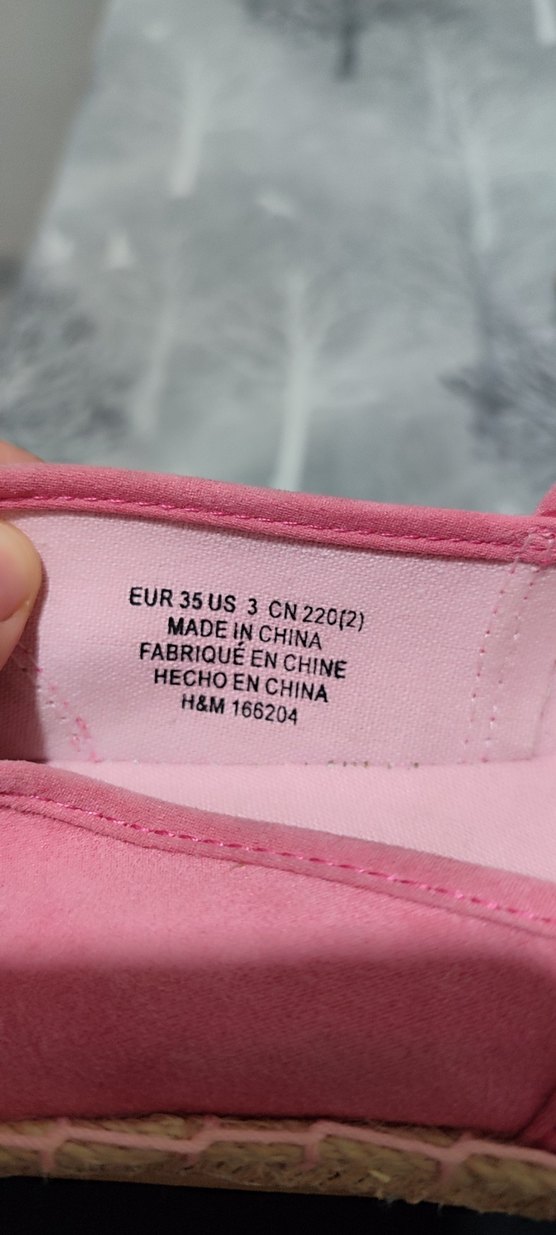 EUR 35 US 3 CN 220(2)
MADE IN CHINA
FABRIQUÉ EN CHINE
HECHO EN CHINA
H&M 166204